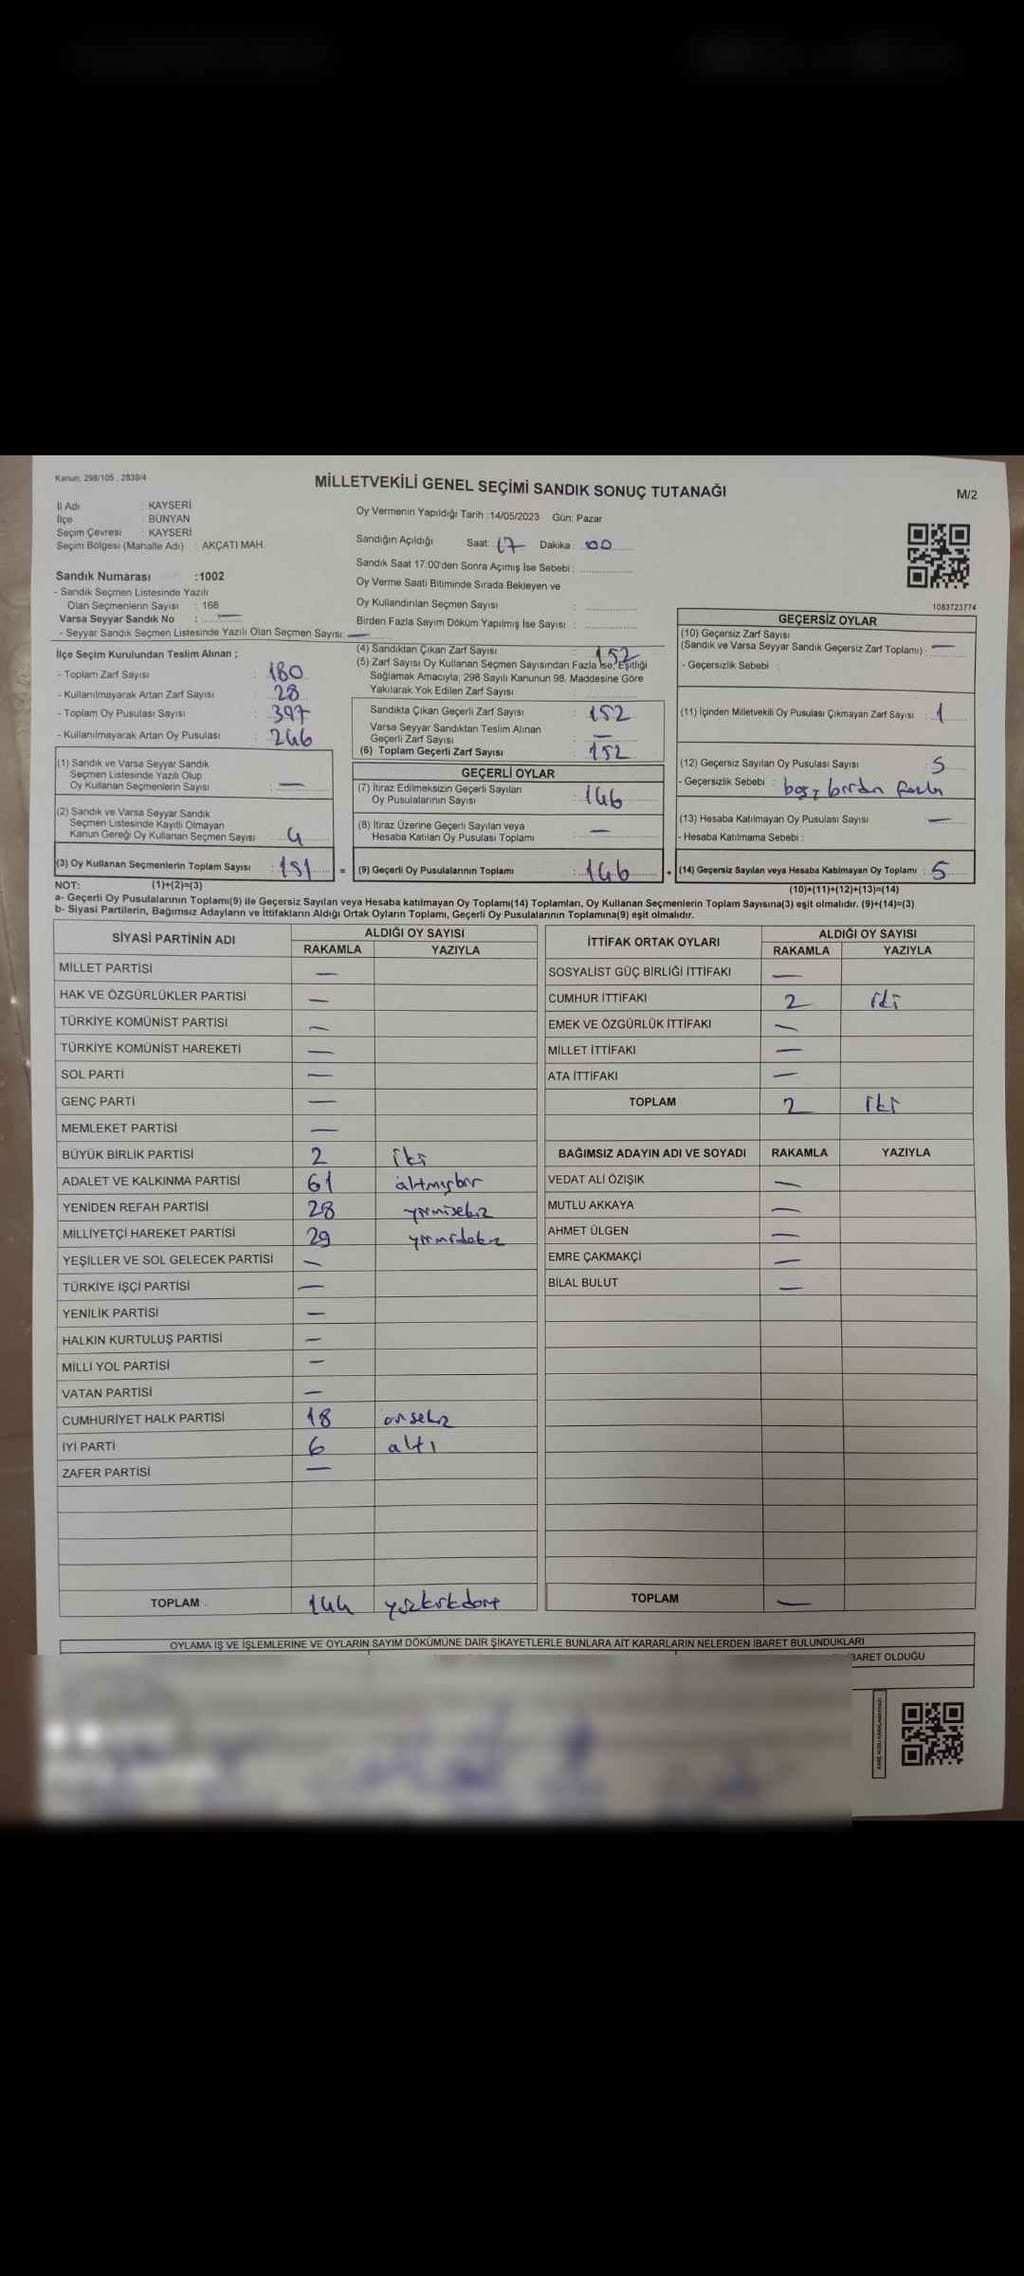 Kanun: 298/105 , 2839/4
MİLLETVEKİLİ GENEL SEÇİMİ SANDIK SONUÇ TUTANAĞI
M/2
İl Adı : KAYSERİ
İlçe : BÜNYAN
Seçim Çevresi : KAYSERİ
Seçim Bölgesi (Mahalle Adı) : AKÇATI MAH.
Sandık Numarası :1002
- Sandık Seçmen Listesinde Yazılı
Olan Seçmenlerin Sayısı : 168
Varsa Seyyar Sandık No : —
- Seyyar Sandık Seçmen Listesinde Yazılı Olan Seçmen Sayısı : —
Oy Vermenin Yapıldığı Tarih :14/05/2023 Gün: Pazar
Sandığın Açıldığı Saat: 17 Dakika: 00
Sandık Saat 17:00'den Sonra Açımış İse Sebebi :
Oy Verme Saati Bitiminde Sırada Bekleyen ve
Oy Kullandırılan Seçmen Sayısı :
Birden Fazla Sayım Döküm Yapılmış İse Sayısı :
1083723774
İlçe Seçim Kurulundan Teslim Alınan ;
- Toplam Zarf Sayısı : 180
- Kullanılmayarak Artan Zarf Sayısı : 28
- Toplam Oy Pusulası Sayısı : 397
- Kullanılmayarak Artan Oy Pusulası : 246
(1) Sandık ve Varsa Seyyar Sandık
Seçmen Listesinde Yazılı Olup
Oy Kullanan Seçmenlerin Sayısı : —
(2) Sandık ve Varsa Seyyar Sandık
Seçmen Listesinde Kayıtlı Olmayan
Kanun Gereği Oy Kullanan Seçmen Sayısı : 4
(3) Oy Kullanan Seçmenlerin Toplam Sayısı : 151 =
(4) Sandıktan Çıkan Zarf Sayısı : 152
(5) Zarf Sayısı Oy Kullanan Seçmen Sayısından Fazla İse, Eşitliği
Sağlamak Amacıyla, 298 Sayılı Kanunun 98. Maddesine Göre
Yakılarak Yok Edilen Zarf Sayısı :
Sandıkta Çıkan Geçerli Zarf Sayısı : 152
Varsa Seyyar Sandıktan Teslim Alınan
Geçerli Zarf Sayısı : —
(6) Toplam Geçerli Zarf Sayısı : 152
GEÇERLİ OYLAR
(7) İtiraz Edilmeksizin Geçerli Sayılan
Oy Pusulalarının Sayısı : 146
(8) İtiraz Üzerine Geçerli Sayılan veya
Hesaba Katılan Oy Pusulası Toplamı : —
(9) Geçerli Oy Pusulalarının Toplamı : 146 +
GEÇERSİZ OYLAR
(10) Geçersiz Zarf Sayısı
(Sandık ve Varsa Seyyar Sandık Geçersiz Zarf Toplamı) : —
- Geçersizlik Sebebi :
(11) İçinden Milletvekili Oy Pusulası Çıkmayan Zarf Sayısı : 1
(12) Geçersiz Sayılan Oy Pusulası Sayısı : 5
- Geçersizlik Sebebi : boş, birden fazla
(13) Hesaba Katılmayan Oy Pusulası Sayısı : —
- Hesaba Katılmama Sebebi :
(14) Geçersiz Sayılan veya Hesaba Katılmayan Oy Toplamı : 5
NOT: (1)+(2)=(3)
(10)+(11)+(12)+(13)=(14)
a- Geçerli Oy Pusulalarının Toplamı(9) ile Geçersiz Sayılan veya Hesaba katılmayan Oy Toplamı(14) Toplamları, Oy Kullanan Seçmenlerin Toplam Sayısına(3) eşit olmalıdır. (9)+(14)=(3)
b- Siyasi Partilerin, Bağımsız Adayların ve İttifakların Aldığı Ortak Oyların Toplamı, Geçerli Oy Pusulalarının Toplamına(9) eşit olmalıdır.
SİYASİ PARTİNİN ADI ALDIĞI OY SAYISI
RAKAMLA YAZIYLA
MİLLET PARTİSİ —
HAK VE ÖZGÜRLÜKLER PARTİSİ —
TÜRKİYE KOMÜNİST PARTİSİ —
TÜRKİYE KOMÜNİST HAREKETİ —
SOL PARTİ —
GENÇ PARTİ —
MEMLEKET PARTİSİ —
BÜYÜK BİRLİK PARTİSİ 2 iki
ADALET VE KALKINMA PARTİSİ 61 altmışbir
YENİDEN REFAH PARTİSİ 28 yirmisekiz
MİLLİYETÇİ HAREKET PARTİSİ 29 yirmidokuz
YEŞİLLER VE SOL GELECEK PARTİSİ —
TÜRKİYE İŞÇİ PARTİSİ —
YENİLİK PARTİSİ —
HALKIN KURTULUŞ PARTİSİ —
MİLLİ YOL PARTİSİ —
VATAN PARTİSİ —
CUMHURİYET HALK PARTİSİ 18 onsekiz
İYİ PARTİ 6 altı
ZAFER PARTİSİ —
TOPLAM 144 yüzkırkdört
İTTİFAK ORTAK OYLARI ALDIĞI OY SAYISI
RAKAMLA YAZIYLA
SOSYALİST GÜÇ BİRLİĞİ İTTİFAKI —
CUMHUR İTTİFAKI 2 iki
EMEK VE ÖZGÜRLÜK İTTİFAKI —
MİLLET İTTİFAKI —
ATA İTTİFAKI —
TOPLAM 2 iki
BAĞIMSIZ ADAYIN ADI VE SOYADI RAKAMLA YAZIYLA
VEDAT ALİ ÖZIŞIK —
MUTLU AKKAYA —
AHMET ÜLGEN —
EMRE ÇAKMAKÇİ —
BİLAL BULUT —
TOPLAM —
OYLAMA İŞ VE İŞLEMLERİNE VE OYLARIN SAYIM DÖKÜMÜNE DAİR ŞİKAYETLERLE BUNLARA AİT KARARLARIN NELERDEN İBARET BULUNDUKLARI
BARET OLDUĞU